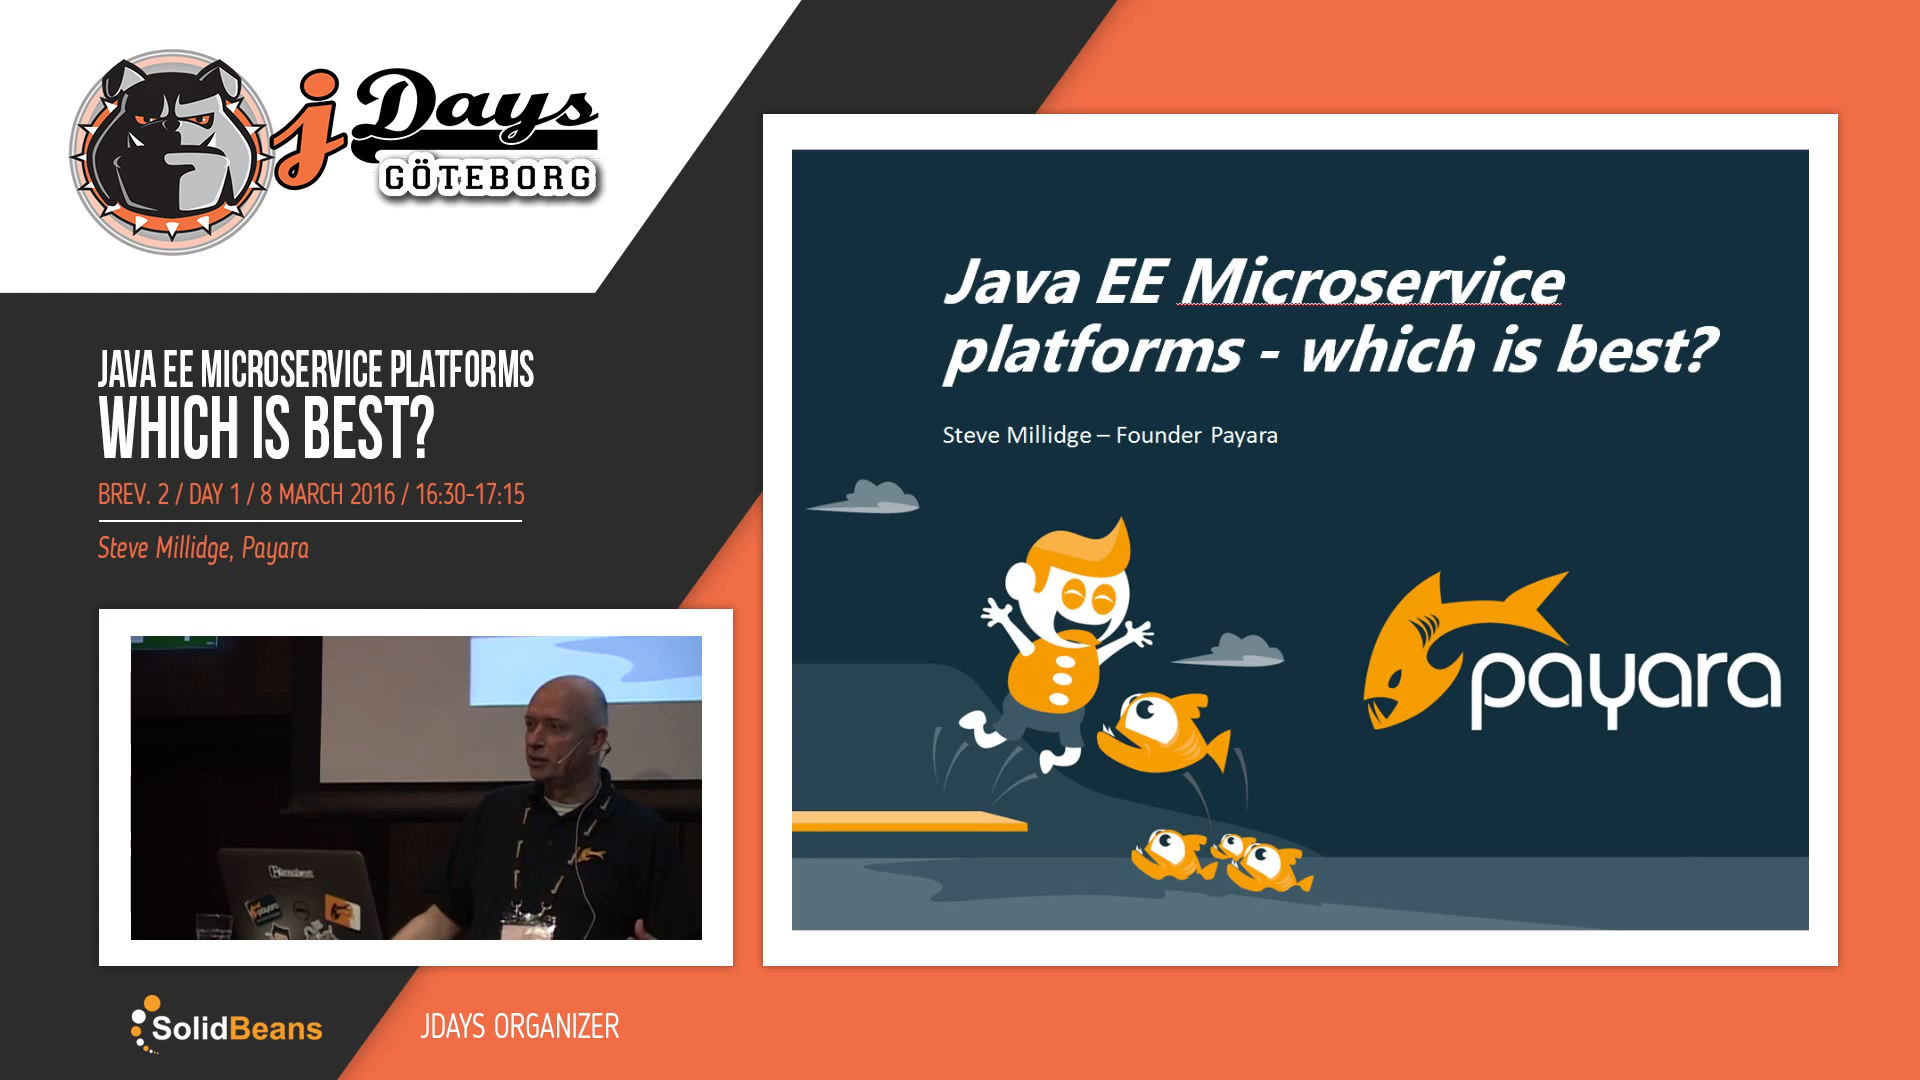 jDays
GÖTEBORG
JAVA EE MICROSERVICE PLATFORMS
WHICH IS BEST?
BREV. 2 / DAY 1 / 8 MARCH 2016 / 16:30-17:15
Steve Millidge, Payara
Java EE Microservice
platforms - which is best?
Steve Millidge – Founder Payara
payara
payara
SolidBeans
JDAYS ORGANIZER